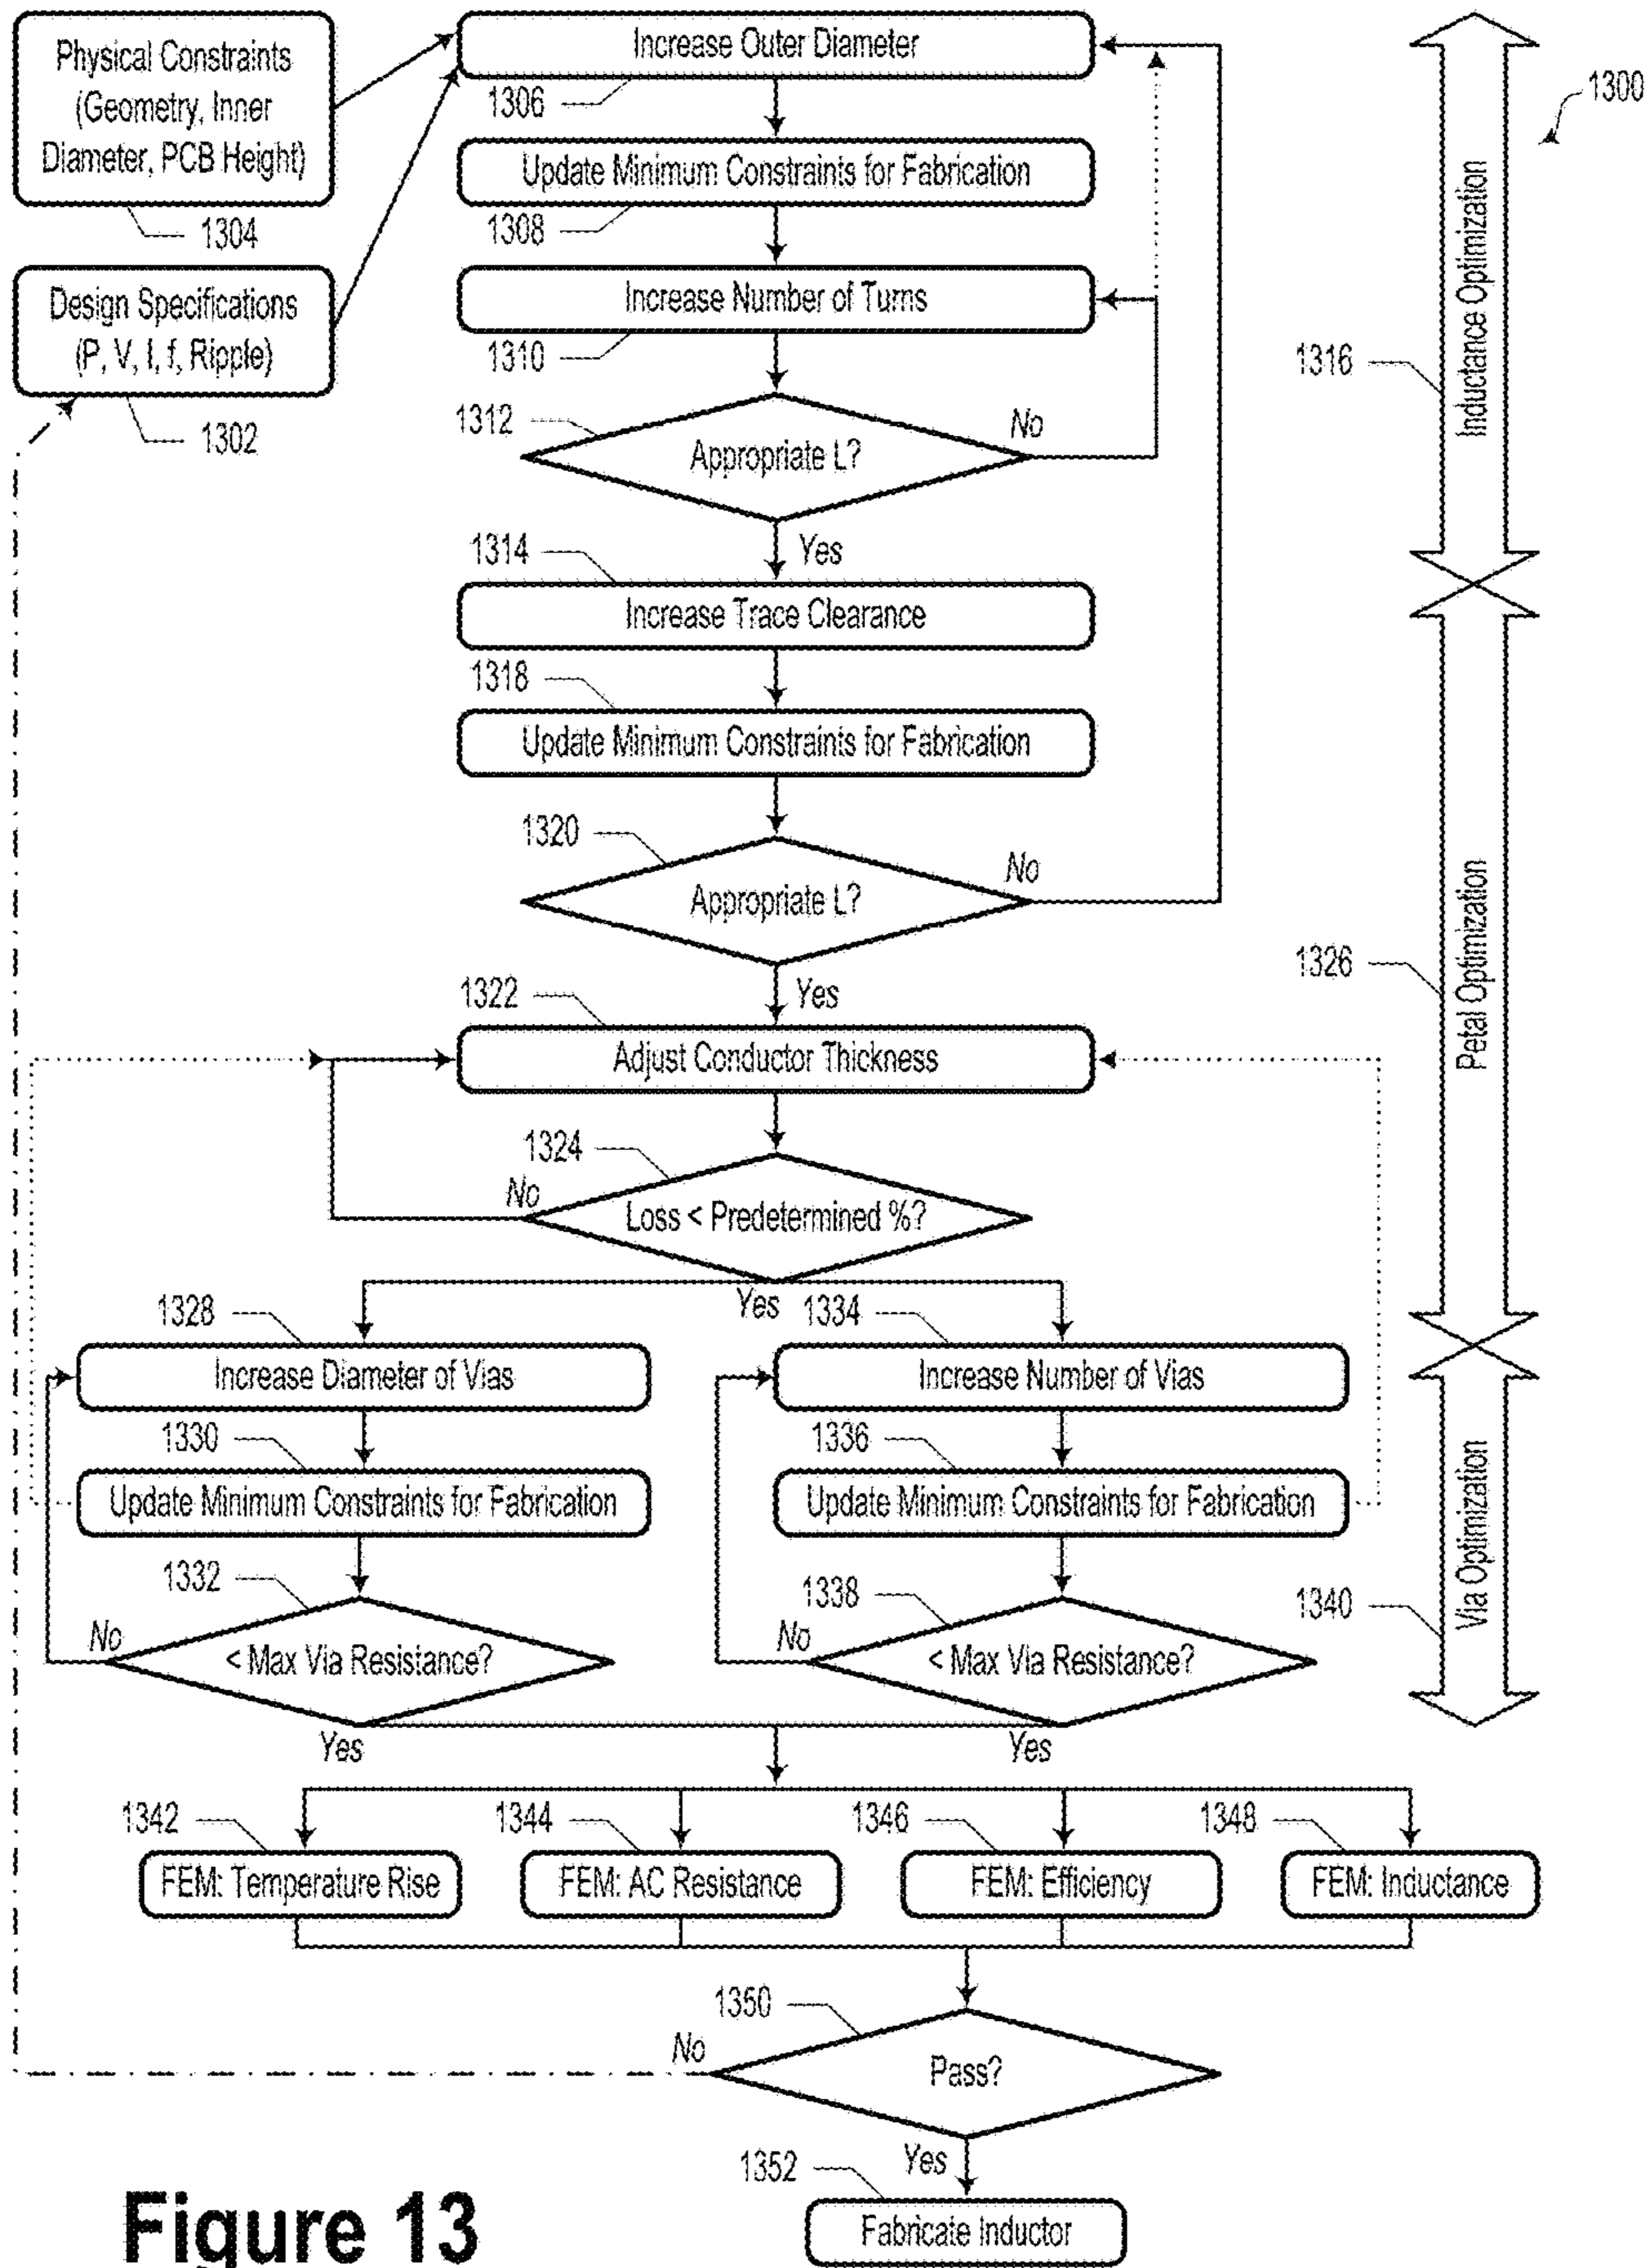 Physical Constraints
(Geometry, Inner
Diameter, PCB Height)
1304
Design Specifications
(P, V, I, f, Ripple)
1302
Increase Outer Diameter
1306
1300
Update Minimum Constraints for Fabrication
1308
Increase Number of Turns
1310
1312
Appropriate L?
No
Yes
1316
Inductance Optimization
1314
Increase Trace Clearance
1318
Update Minimum Constraints for Fabrication
1320
Appropriate L?
No
Yes
1326
Petal Optimization
1322
Adjust Conductor Thickness
1324
No
Loss < Predetermined %?
Yes
1328
Increase Diameter of Vias
1330
Update Minimum Constraints for Fabrication
1332
No
< Max Via Resistance?
Yes
1334
Increase Number of Vias
1336
Update Minimum Constraints for Fabrication
1338
No
< Max Via Resistance?
Yes
1340
Via Optimization
1342
FEM: Temperature Rise
1344
FEM: AC Resistance
1346
FEM: Efficiency
1348
FEM: Inductance
1350
No
Pass?
Yes
1352
Fabricate Inductor
Figure 13